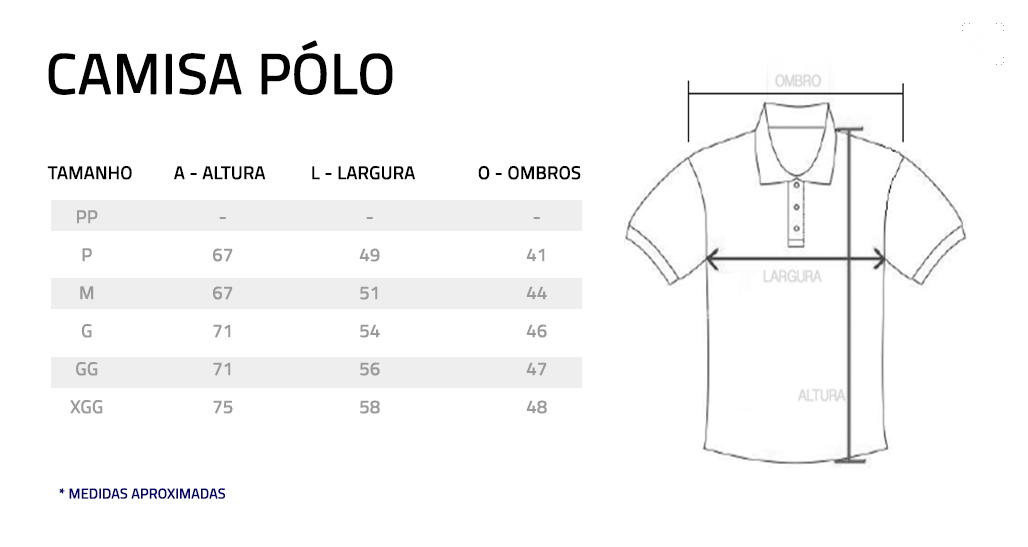 CAMISA PÓLO
TAMANHO A - ALTURA L - LARGURA O - OMBROS
PP - - -
P 67 49 41
M 67 51 44
G 71 54 46
GG 71 56 47
XGG 75 58 48
* MEDIDAS APROXIMADAS
OMBRO
LARGURA
ALTURA